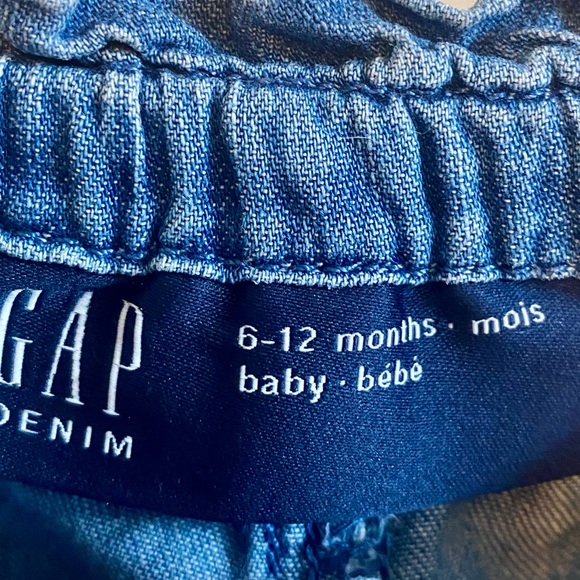 GAP
DENIM
6-12 months · mois
baby · bébé